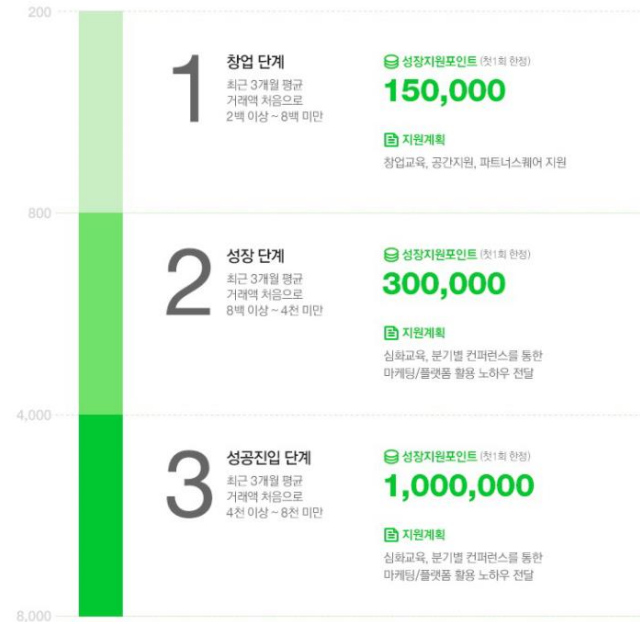 200
1
창업 단계
최근 3개월 평균
거래액 처음으로
2백 이상 ~ 8백 미만
성장지원포인트 (첫1회 한정)
150,000
지원계획
창업교육, 공간지원, 파트너스퀘어 지원
800
2
성장 단계
최근 3개월 평균
거래액 처음으로
8백 이상 ~ 4천 미만
성장지원포인트 (첫1회 한정)
300,000
지원계획
심화교육, 분기별 컨퍼런스를 통한
마케팅/플랫폼 활용 노하우 전달
4,000
3
성공진입 단계
최근 3개월 평균
거래액 처음으로
4천 이상 ~ 8천 미만
성장지원포인트 (첫1회 한정)
1,000,000
지원계획
심화교육, 분기별 컨퍼런스를 통한
마케팅/플랫폼 활용 노하우 전달
8,000